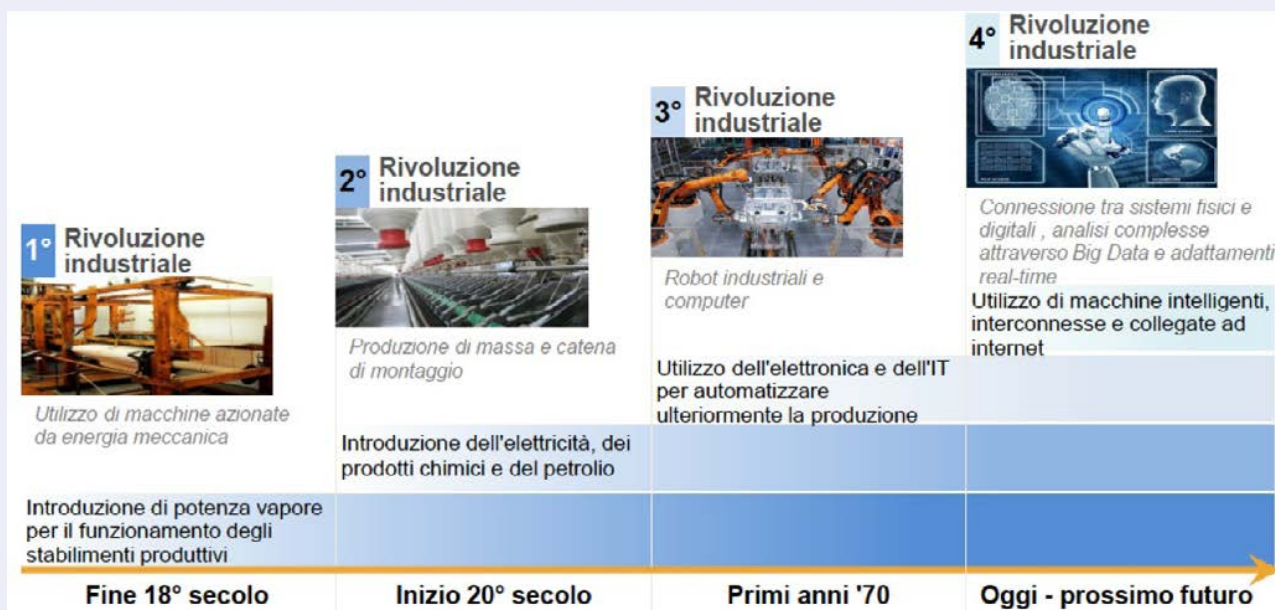 1° Rivoluzione
industriale
Utilizzo di macchine azionate
da energia meccanica
Introduzione di potenza vapore
per il funzionamento degli
stabilimenti produttivi
Fine 18° secolo
2° Rivoluzione
industriale
Produzione di massa e catena
di montaggio
Introduzione dell'elettricità, dei
prodotti chimici e del petrolio
Inizio 20° secolo
3° Rivoluzione
industriale
Robot industriali e
computer
Utilizzo dell'elettronica e dell'IT
per automatizzare
ulteriormente la produzione
Primi anni '70
4° Rivoluzione
industriale
Connessione tra sistemi fisici e
digitali , analisi complesse
attraverso Big Data e adattamenti
real-time
Utilizzo di macchine intelligenti,
interconnesse e collegate ad
internet
Oggi - prossimo futuro